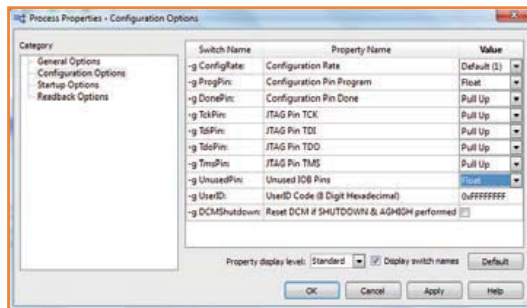 Process Properties - Configuration Options
Category
General Options
Configuration Options
Startup Options
Readback Options
Switch Name Property Name Value
-g ConfigRate: Configuration Rate Default (1)
-g ProgPin: Configuration Pin Program Float
-g DonePin: Configuration Pin Done Pull Up
-g TckPin: JTAG Pin TCK Pull Up
-g TdiPin: JTAG Pin TDI Pull Up
-g TdoPin: JTAG Pin TDO Pull Up
-g TmsPin: JTAG Pin TMS Pull Up
-g UnusedPin: Unused IOB Pins Float
-g UserID: UserID Code (8 Digit Hexadecimal) 0xFFFFFFFF
-g DCMShutdown: Reset DCM if SHUTDOWN & AGHIGH performed
Property display level: Standard Display switch names Default
OK Cancel Apply Help